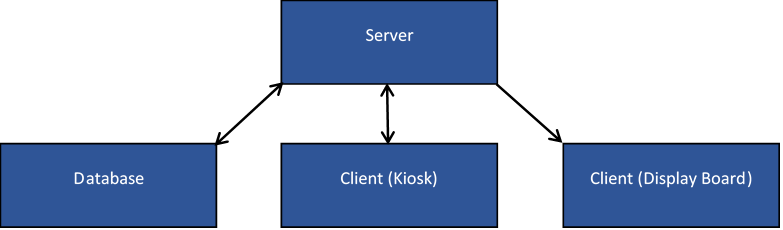 Server
Database
Client (Kiosk)
Client (Display Board)